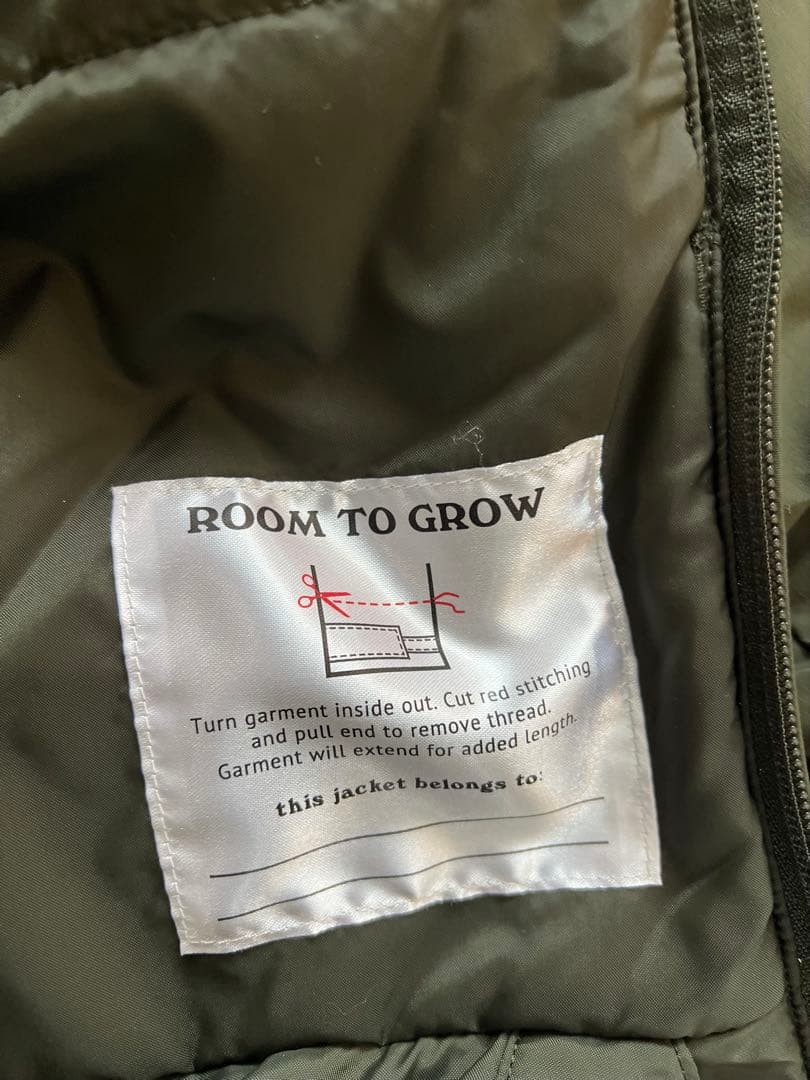 ROOM TO GROW
Turn garment inside out. Cut red stitching
and pull end to remove thread.
Garment will extend for added length.
this jacket belongs to: